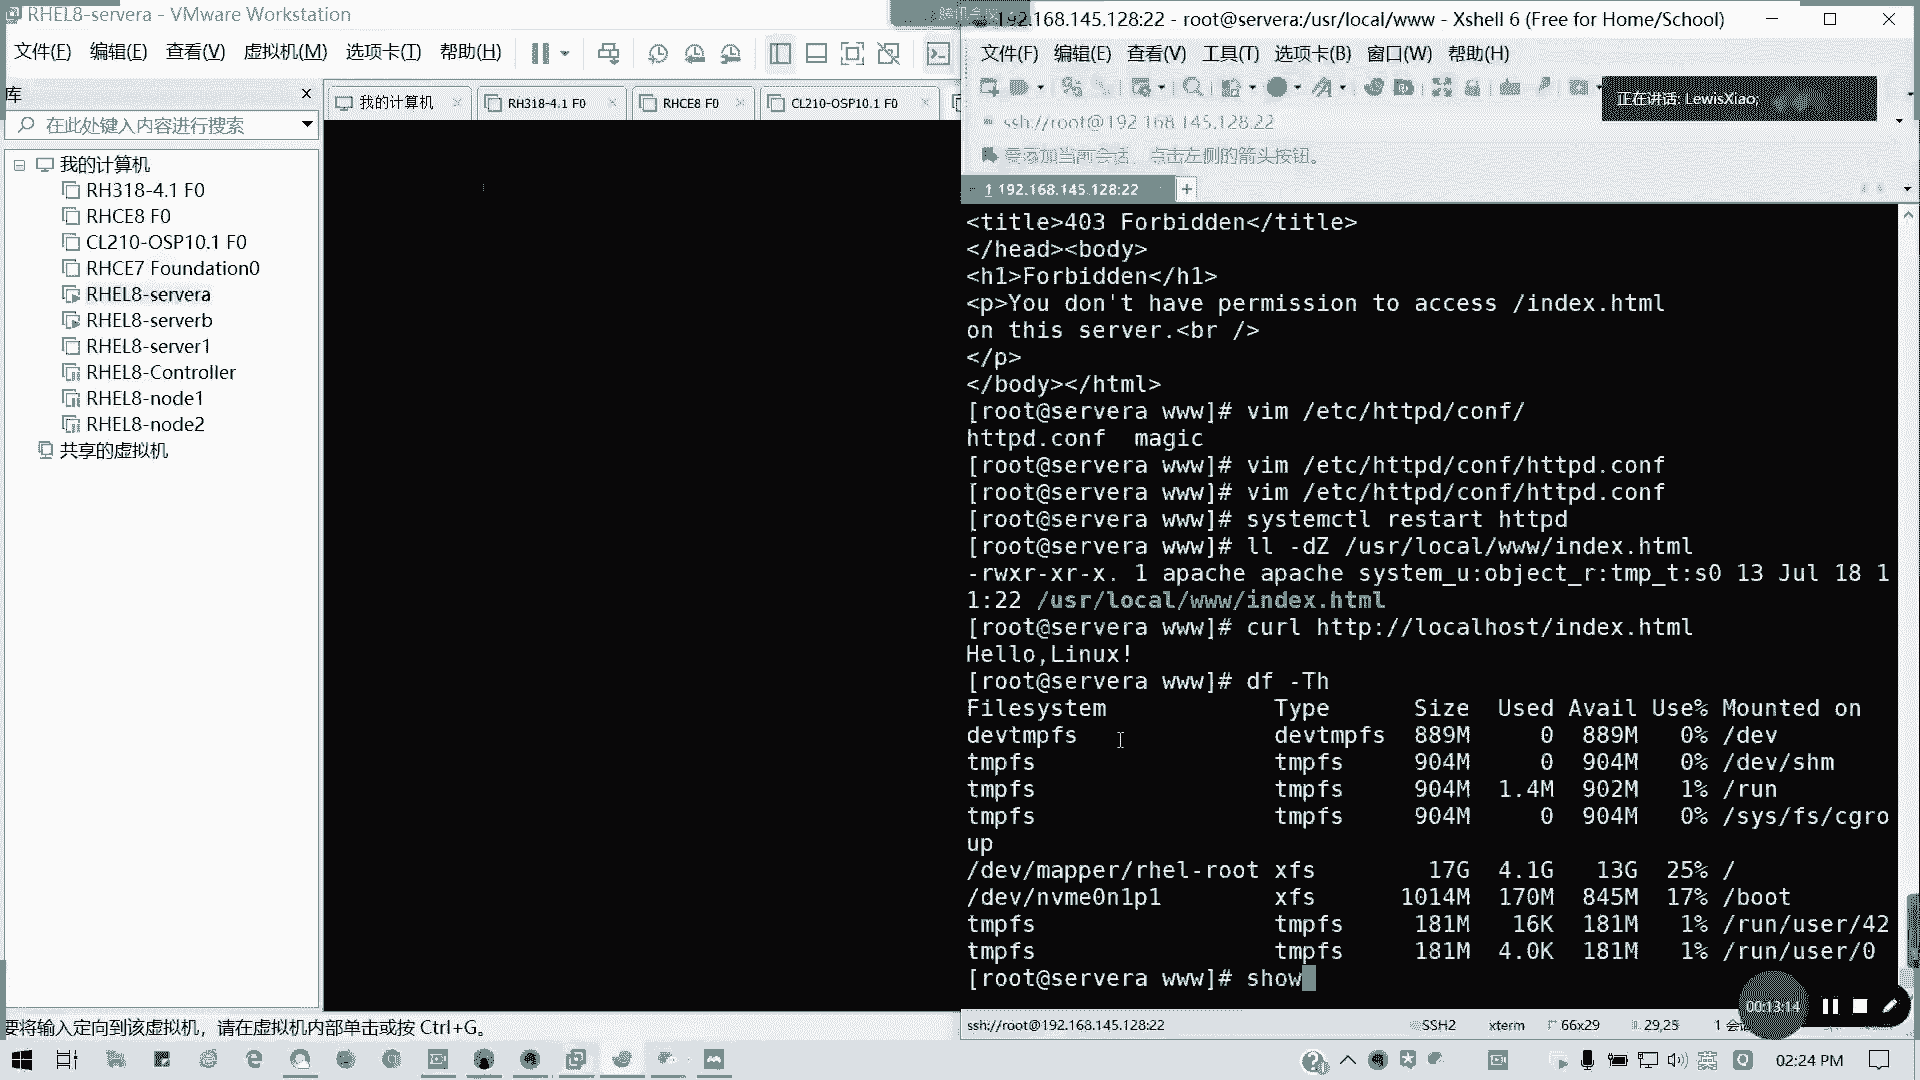 RHEL8-servera - VMware Workstation
文件(F) 编辑(E) 查看(V) 虚拟机(M) 选项卡(T) 帮助(H)
库
在此处键入内容进行搜索
我的计算机
RH318-4.1 F0
RHCE8 F0
CL210-OSP10.1 F0
RHCE7 Foundation0
RHEL8-servera
RHEL8-serverb
RHEL8-server1
RHEL8-Controller
RHEL8-node1
RHEL8-node2
共享的虚拟机
我的计算机 RH318-4.1 F0 RHCE8 F0 CL210-OSP10.1 F0
要将输入定向到该虚拟机，请在虚拟机内部单击或按 Ctrl+G。
192.168.145.128:22 - root@servera:/usr/local/www - Xshell 6 (Free for Home/School)
文件(F) 编辑(E) 查看(V) 工具(T) 选项卡(B) 窗口(W) 帮助(H)
正在讲话: LewisXiao;
ssh://root@192.168.145.128:22
要添加当前会话，点击左侧的箭头按钮。
1 192.168.145.128:22
<title>403 Forbidden</title>
</head><body>
<h1>Forbidden</h1>
<p>You don't have permission to access /index.html
on this server.<br />
</p>
</body></html>
[root@servera www]# vim /etc/httpd/conf/
httpd.conf  magic
[root@servera www]# vim /etc/httpd/conf/httpd.conf
[root@servera www]# vim /etc/httpd/conf/httpd.conf
[root@servera www]# systemctl restart httpd
[root@servera www]# ll -dZ /usr/local/www/index.html
-rwxr-xr-x. 1 apache apache system_u:object_r:tmp_t:s0 13 Jul 18 1
1:22 /usr/local/www/index.html
[root@servera www]# curl http://localhost/index.html
Hello,Linux!
[root@servera www]# df -Th
Filesystem            Type      Size  Used Avail Use% Mounted on
devtmpfs              devtmpfs  889M     0  889M   0% /dev
tmpfs                 tmpfs     904M     0  904M   0% /dev/shm
tmpfs                 tmpfs     904M  1.4M  902M   1% /run
tmpfs                 tmpfs     904M     0  904M   0% /sys/fs/cgro
up
/dev/mapper/rhel-root xfs        17G  4.1G   13G  25% /
/dev/nvme0n1p1        xfs      1014M  170M  845M  17% /boot
tmpfs                 tmpfs     181M   16K  181M   1% /run/user/42
tmpfs                 tmpfs     181M  4.0K  181M   1% /run/user/0
[root@servera www]# show
00:13:14
ssh://root@192.168.145.128:22 SSH2 xterm 66x29 29,25 1 会
英
02:24 PM